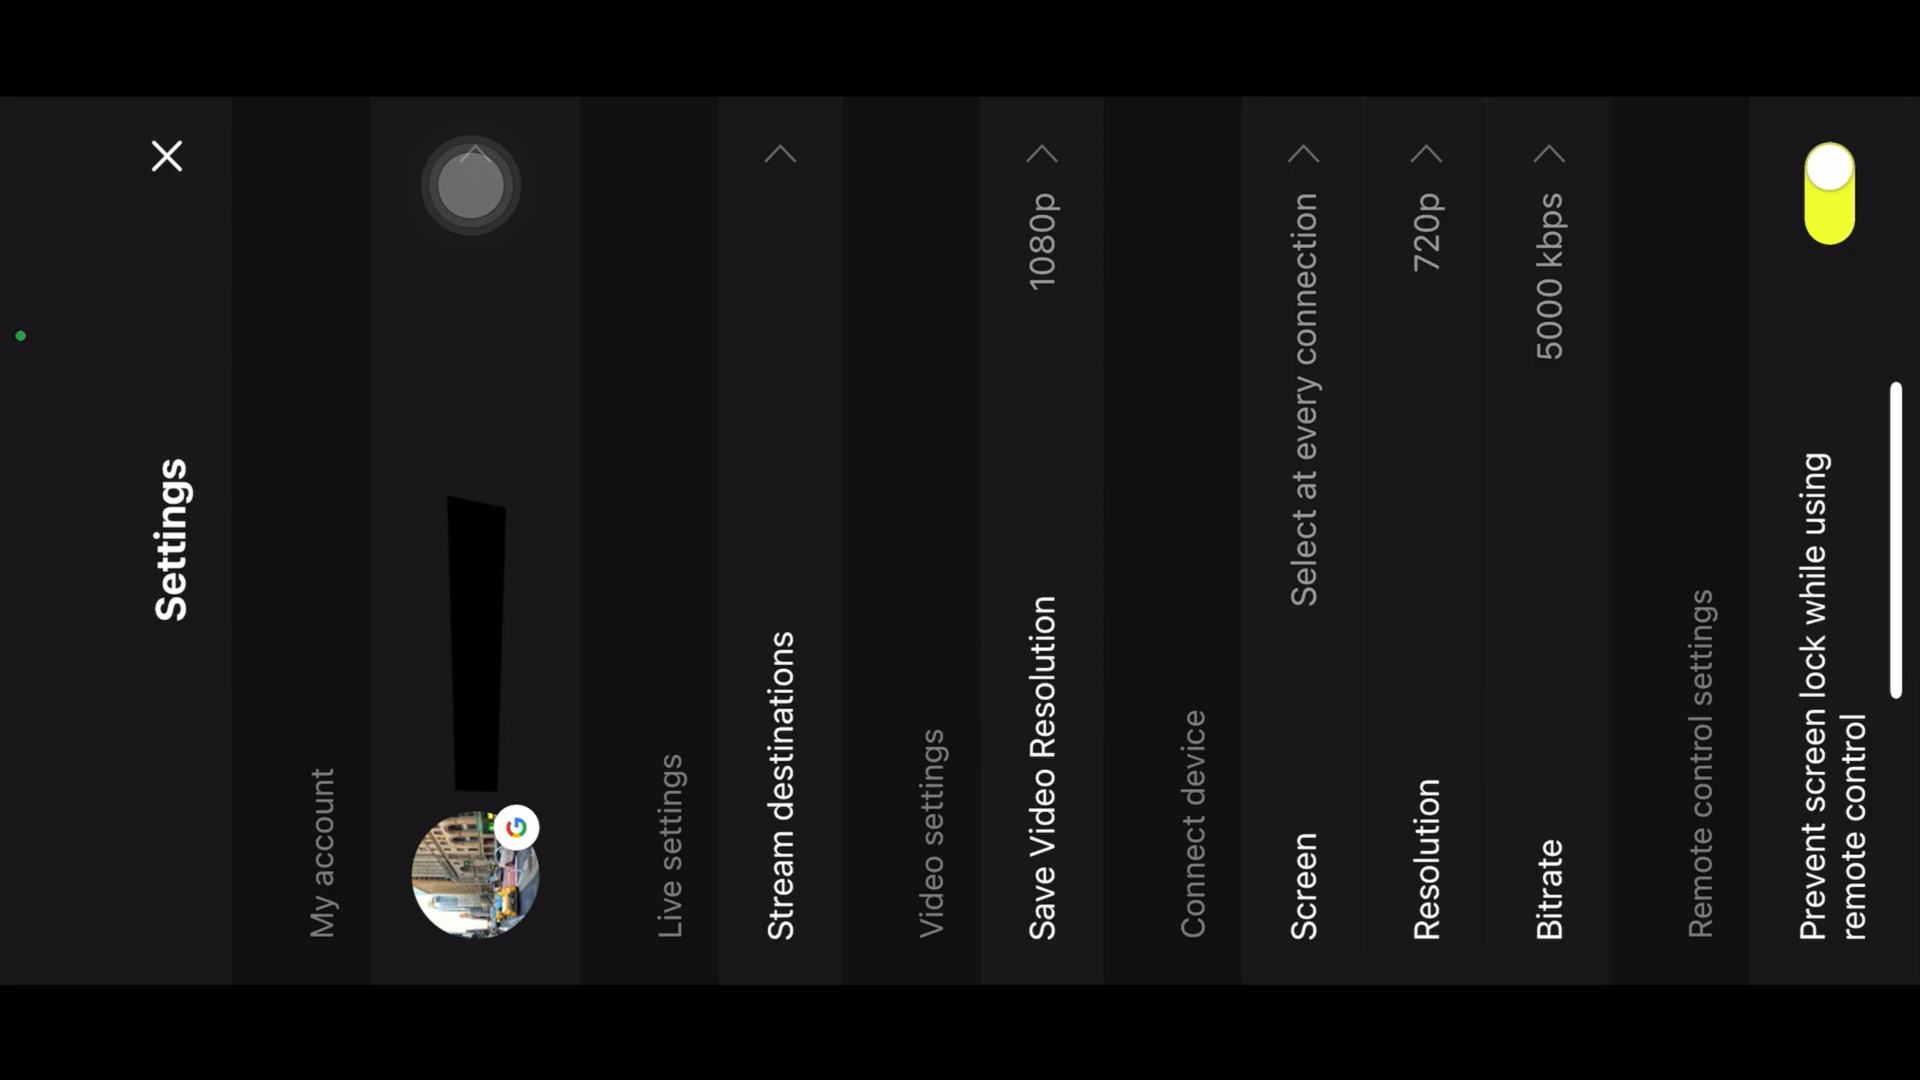 Settings
My account
Live settings
Stream destinations
Video settings
Save Video Resolution 1080p
Connect device
Screen Select at every connection
Resolution 720p
Bitrate 5000 kbps
Remote control settings
Prevent screen lock while using
remote control